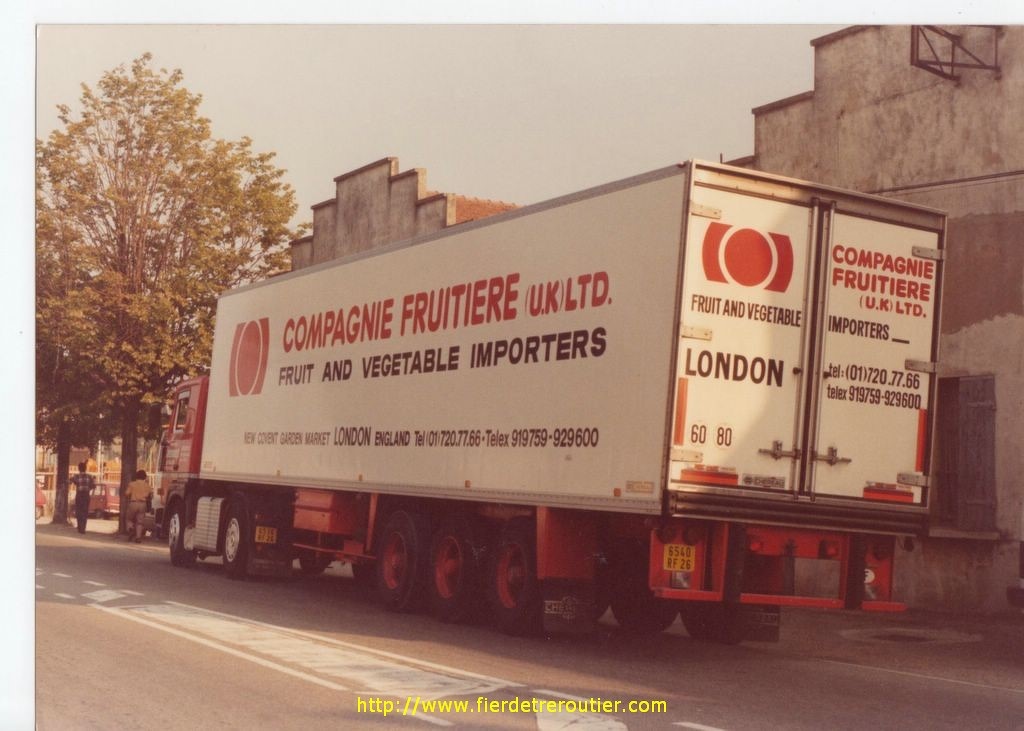 COMPAGNIE FRUITIERE (U.K) LTD.
FRUIT AND VEGETABLE IMPORTERS
NEW COVENT GARDEN MARKET LONDON ENGLAND Tel (01) 720.77.66 - Telex 919759-929600
FRUIT AND VEGETABLE
LONDON
60 80
COMPAGNIE
FRUITIERE
(U.K) LTD.
IMPORTERS
tel: (01) 720.77.66
telex 919759-929600
CHEREAU
6540
RF 26
http://www.fierdetreroutier.com